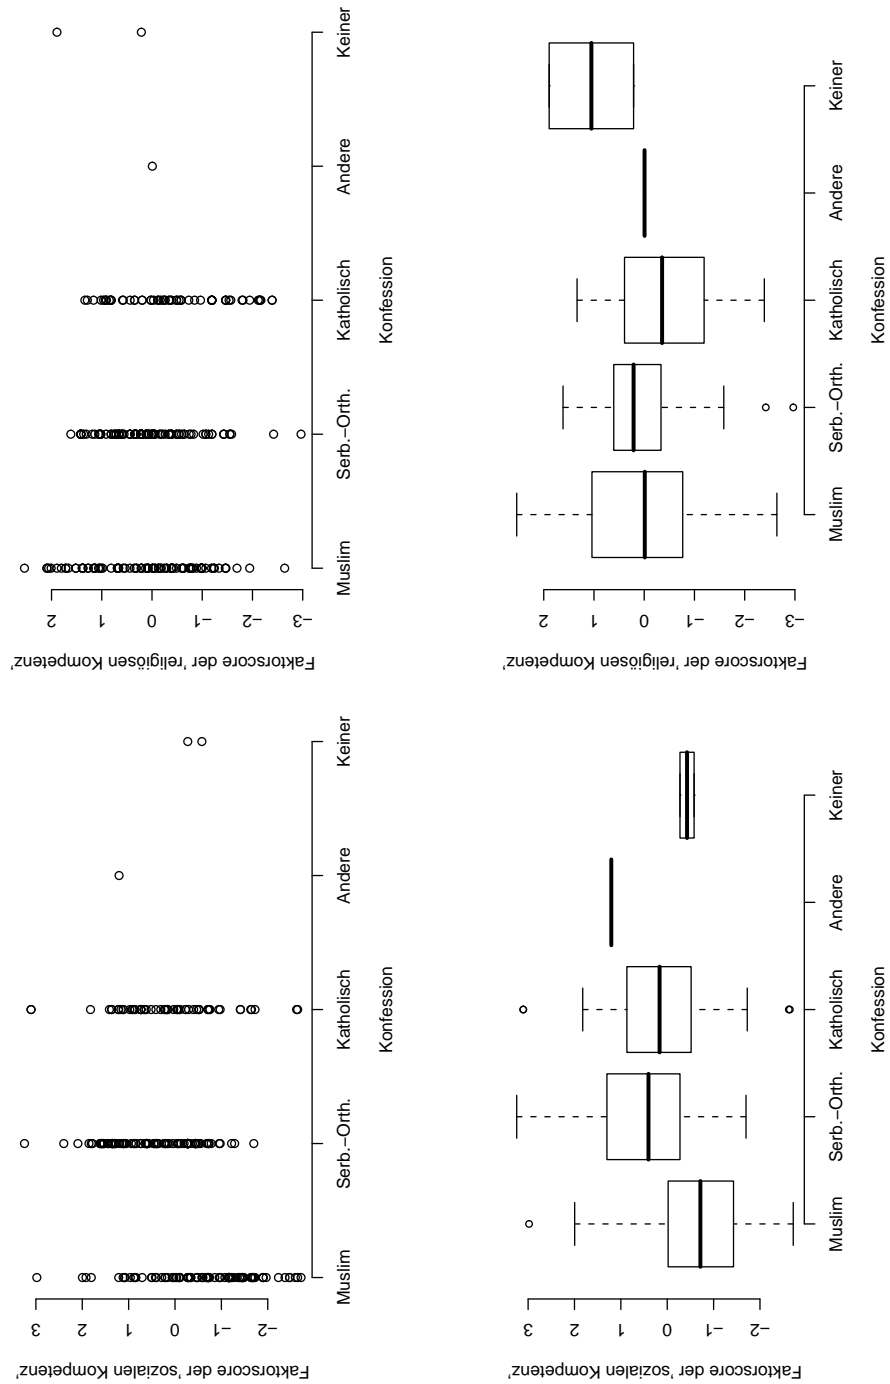 Faktorscore der 'religiösen Kompetenz'
2
1
0
−1
−2
−3
Muslim
Serb.−Orth.
Katholisch
Andere
Keiner
Konfession
Faktorscore der 'religiösen Kompetenz'
2
1
0
−1
−2
−3
Muslim
Serb.−Orth.
Katholisch
Andere
Keiner
Konfession
Faktorscore der 'sozialen Kompetenz'
3
2
1
0
−1
−2
Muslim
Serb.−Orth.
Katholisch
Andere
Keiner
Konfession
Faktorscore der 'sozialen Kompetenz'
3
2
1
0
−1
−2
Muslim
Serb.−Orth.
Katholisch
Andere
Keiner
Konfession